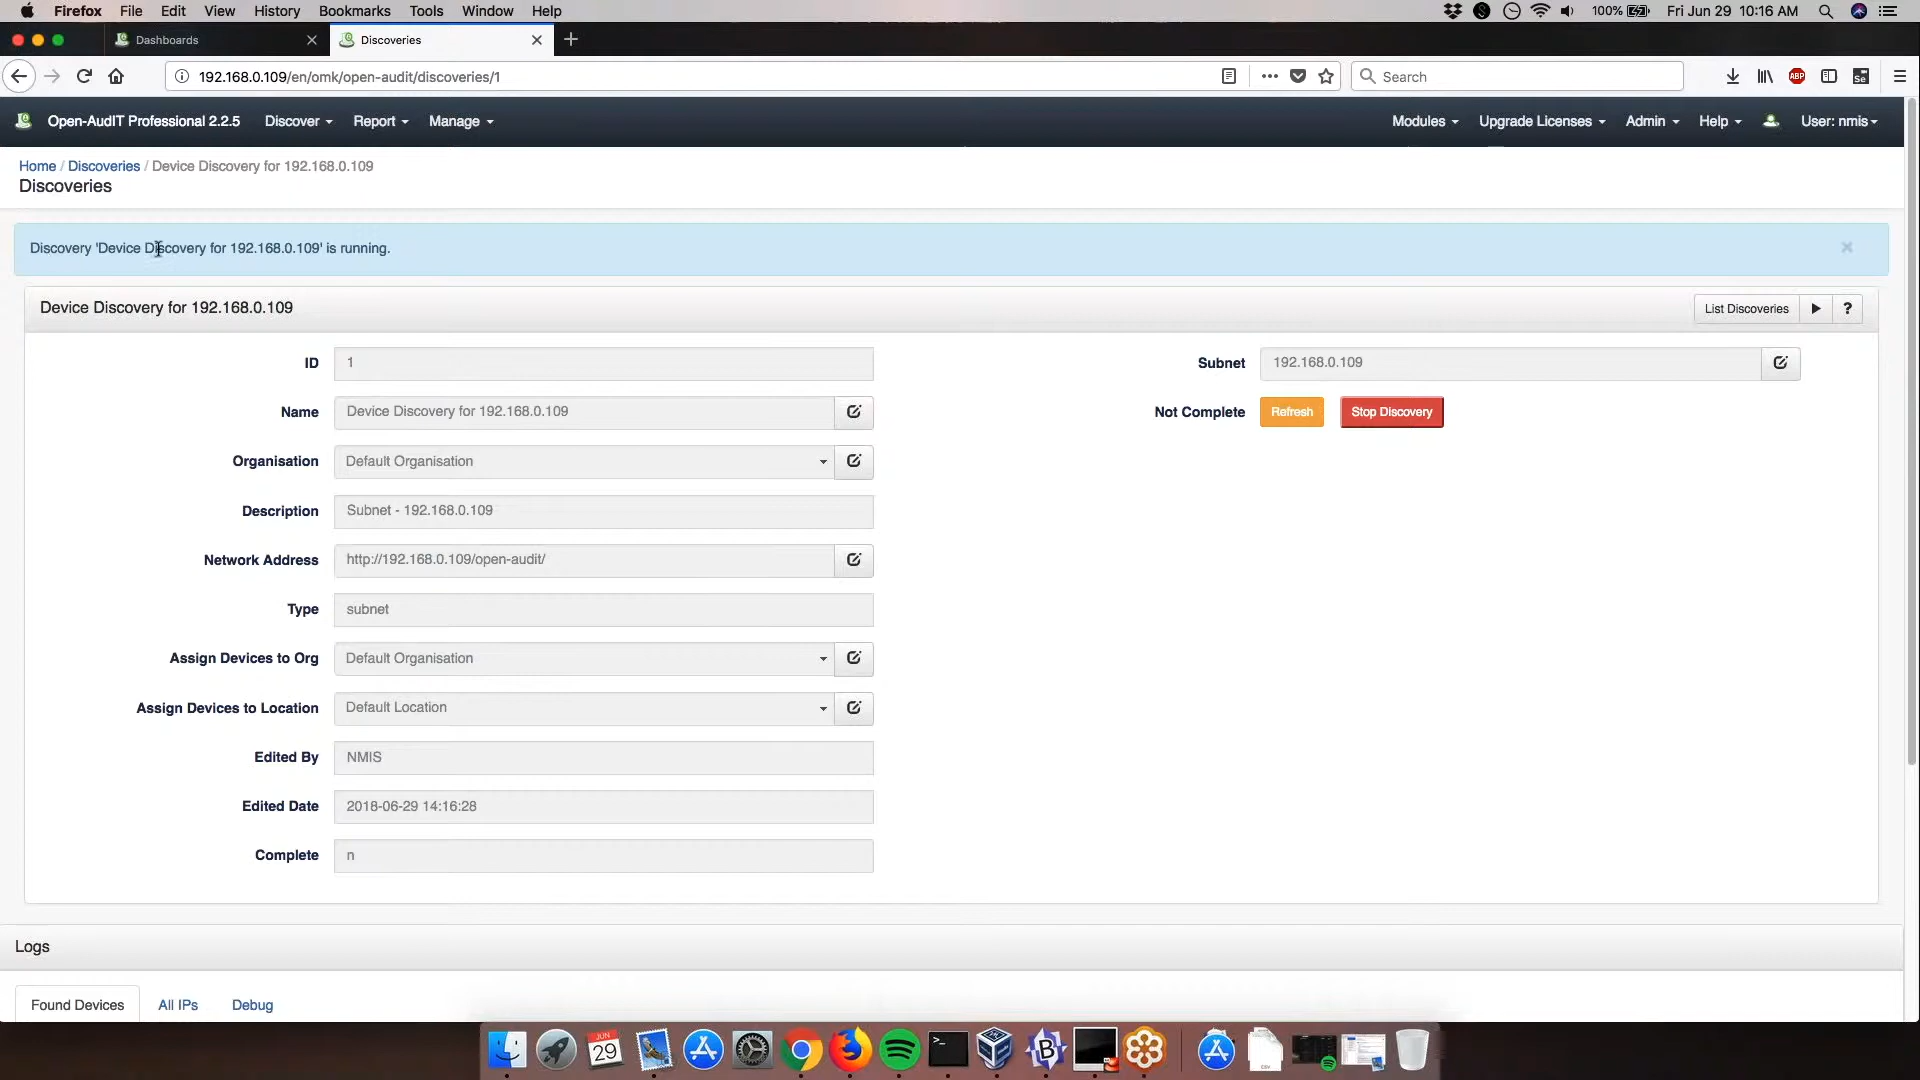 Firefox File Edit View History Bookmarks Tools Window Help 100% Fri Jun 29 10:16 AM
Dashboards Discoveries
192.168.0.109/en/omk/open-audit/discoveries/1 Search ABP Se
Open-AudIT Professional 2.2.5 Discover Report Manage Modules Upgrade Licenses Admin Help User: nmis
Home / Discoveries / Device Discovery for 192.168.0.109
Discoveries
Discovery 'Device Discovery for 192.168.0.109' is running. ×
Device Discovery for 192.168.0.109 List Discoveries ?
ID 1 Subnet 192.168.0.109
Name Device Discovery for 192.168.0.109 Not Complete Refresh Stop Discovery
Organisation Default Organisation
Description Subnet - 192.168.0.109
Network Address http://192.168.0.109/open-audit/
Type subnet
Assign Devices to Org Default Organisation
Assign Devices to Location Default Location
Edited By NMIS
Edited Date 2018-06-29 14:16:28
Complete n
Logs
Found Devices All IPs Debug
JUN
29